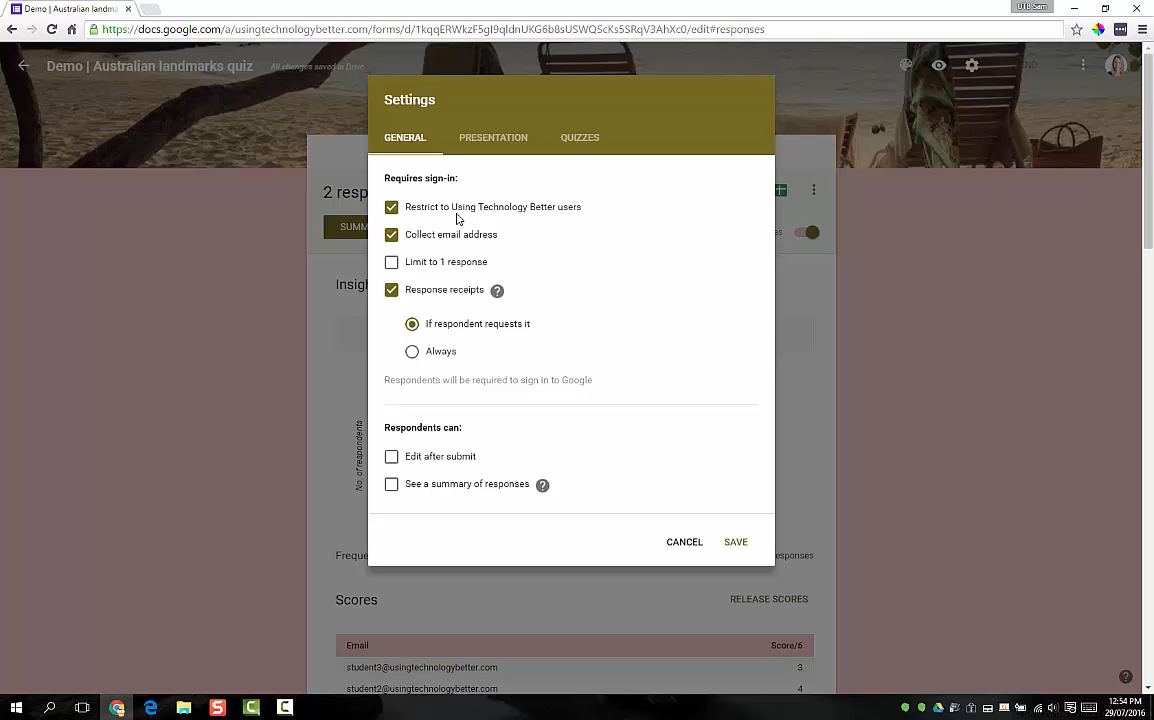 UTB Sam
Demo | Australian landma
https://docs.google.com/a/usingtechnologybetter.com/forms/d/1kqqERWkzF5gI9qIdnUKG6b8sUSWQScKs5SRqV3AhXc0/edit#responses
Demo | Australian landmarks quiz
All changes saved in Drive
Settings
GENERAL
PRESENTATION
QUIZZES
Requires sign-in:
2 resp
Restrict to Using Technology Better users
SUMM
Collect email address
es
Limit to 1 response
Insigh
Response receipts ?
If respondent requests it
Always
Respondents will be required to sign in to Google
No. of respondents
Respondents can:
Edit after submit
See a summary of responses ?
CANCEL
SAVE
Freque
esponses
Scores
RELEASE SCORES
Email
Score/6
student3@usingtechnologybetter.com
3
student2@usingtechnologybetter.com
4
12:54 PM
29/07/2016